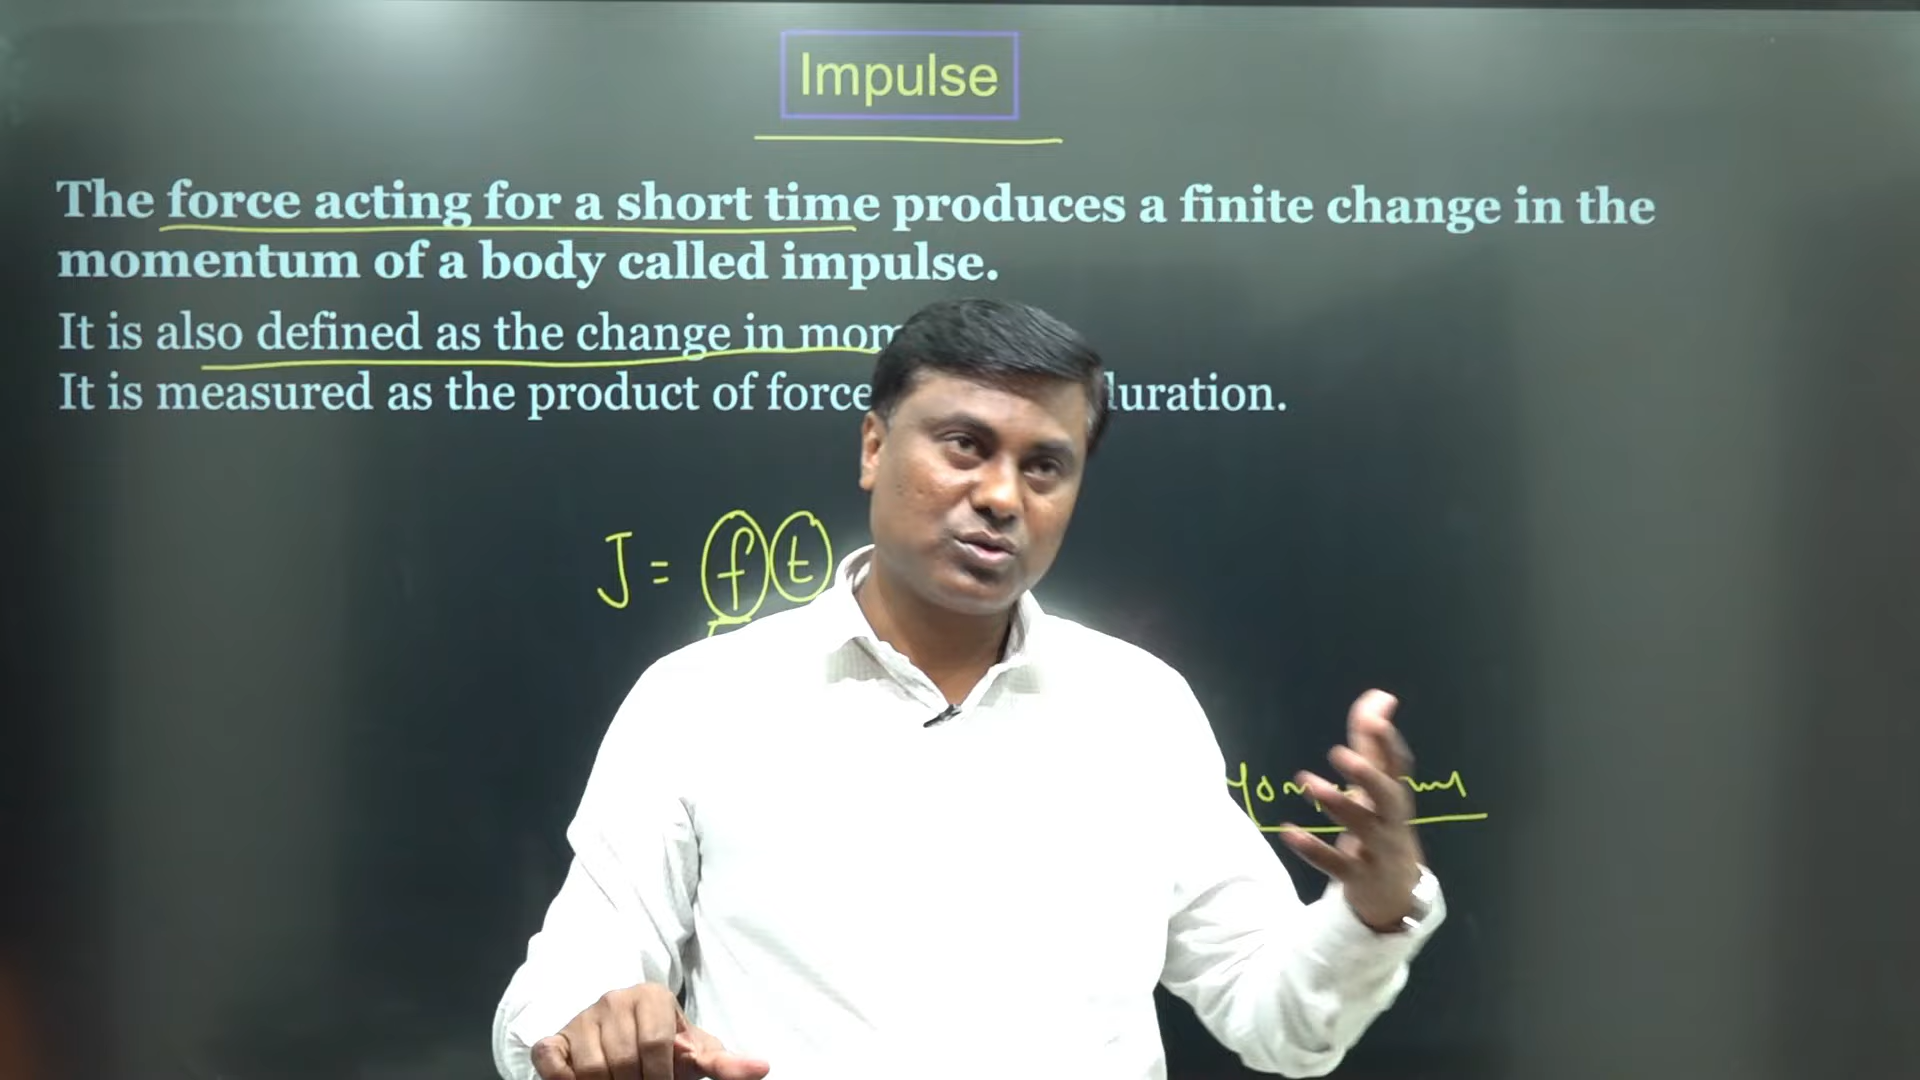 Impulse
The force acting for a short time produces a finite change in the
momentum of a body called impulse.
It is also defined as the change in mom
It is measured as the product of force duration.
J = f t